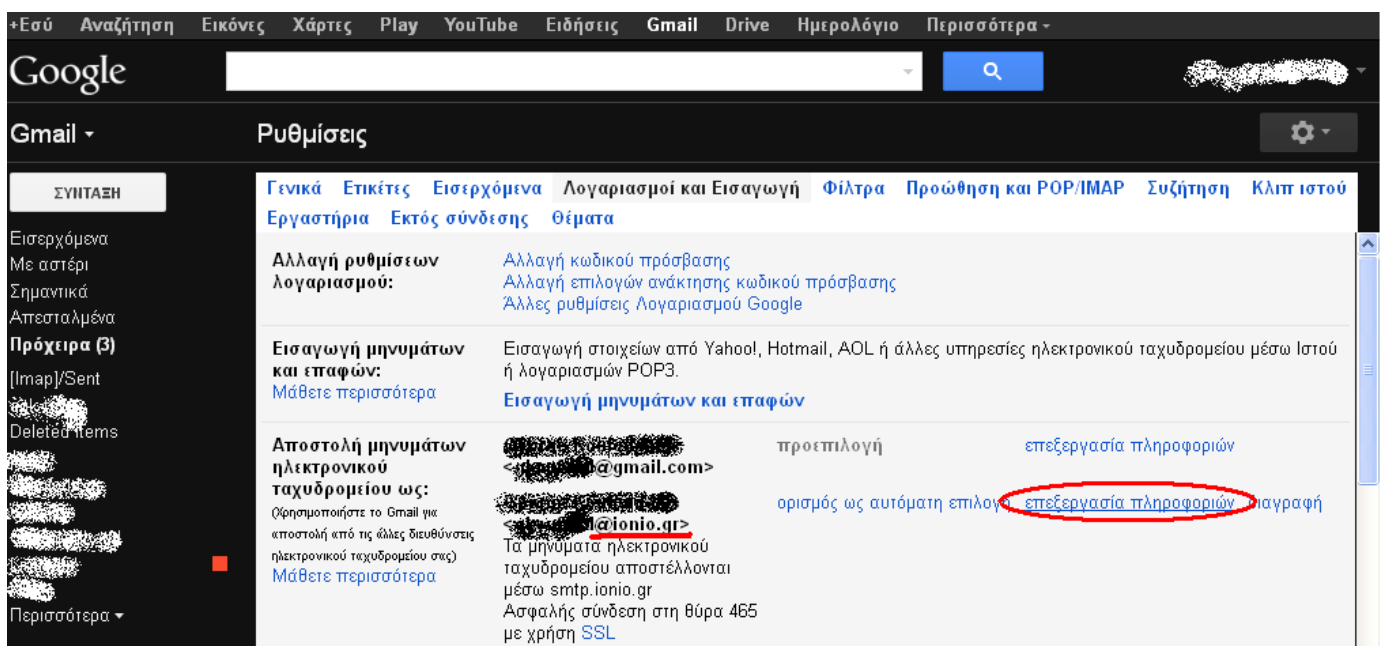 +Εσύ Αναζήτηση Εικόνες Χάρτες Play YouTube Ειδήσεις Gmail Drive Ημερολόγιο Περισσότερα
Google
Gmail
Ρυθμίσεις
ΣΥΝΤΑΞΗ
Εισερχόμενα
Με αστέρι
Σημαντικά
Απεσταλμένα
Πρόχειρα (3)
[Imap]/Sent
Deleted Items
Περισσότερα
Γενικά Ετικέτες Εισερχόμενα Λογαριασμοί και Εισαγωγή Φίλτρα Προώθηση και POP/IMAP Συζήτηση Κλιπ ιστού
Εργαστήρια Εκτός σύνδεσης Θέματα
Αλλαγή ρυθμίσεων
λογαριασμού:
Αλλαγή κωδικού πρόσβασης
Αλλαγή επιλογών ανάκτησης κωδικού πρόσβασης
Άλλες ρυθμίσεις Λογαριασμού Google
Εισαγωγή μηνυμάτων
και επαφών:
Μάθετε περισσότερα
Εισαγωγή στοιχείων από Yahoo!, Hotmail, AOL ή άλλες υπηρεσίες ηλεκτρονικού ταχυδρομείου μέσω Ιστού
ή λογαριασμών POP3.
Εισαγωγή μηνυμάτων και επαφών
Αποστολή μηνυμάτων
ηλεκτρονικού
ταχυδρομείου ως:
(Χρησιμοποιήστε το Gmail για
αποστολή από τις άλλες διευθύνσεις
ηλεκτρονικού ταχυδρομείου σας)
Μάθετε περισσότερα
@gmail.com>
προεπιλογή
επεξεργασία πληροφοριών
@ionio.gr>
ορισμός ως αυτόματη επιλογή επεξεργασία πληροφοριών διαγραφή
Τα μηνύματα ηλεκτρονικού
ταχυδρομείου αποστέλλονται
μέσω smtp.ionio.gr
Ασφαλής σύνδεση στη θύρα 465
με χρήση SSL